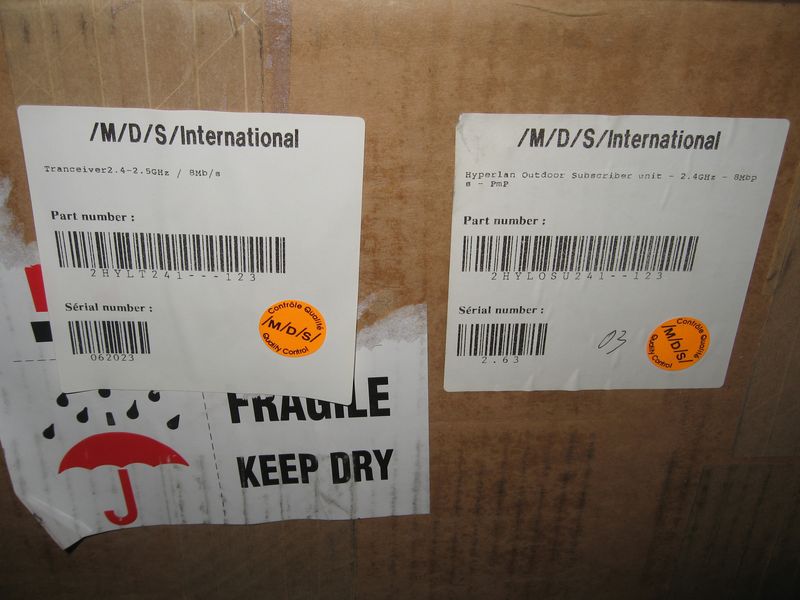 /M/D/S/International
Tranceiver2.4-2.5GHz / 8Mb/s
Part number :
2HYLT241---123
Sérial number :
062023
Contrôle Qualité
/M/D/S/
Quality Control
FRAGILE
KEEP DRY
/M/D/S/International
Hyperlan Outdoor Subscriber unit - 2.4GHz - 8Mbp
s - PmP
Part number :
2HYLOSU241--123
Sérial number :
2.63
03
Contrôle Qualité
/M/D/S/
Quality Control